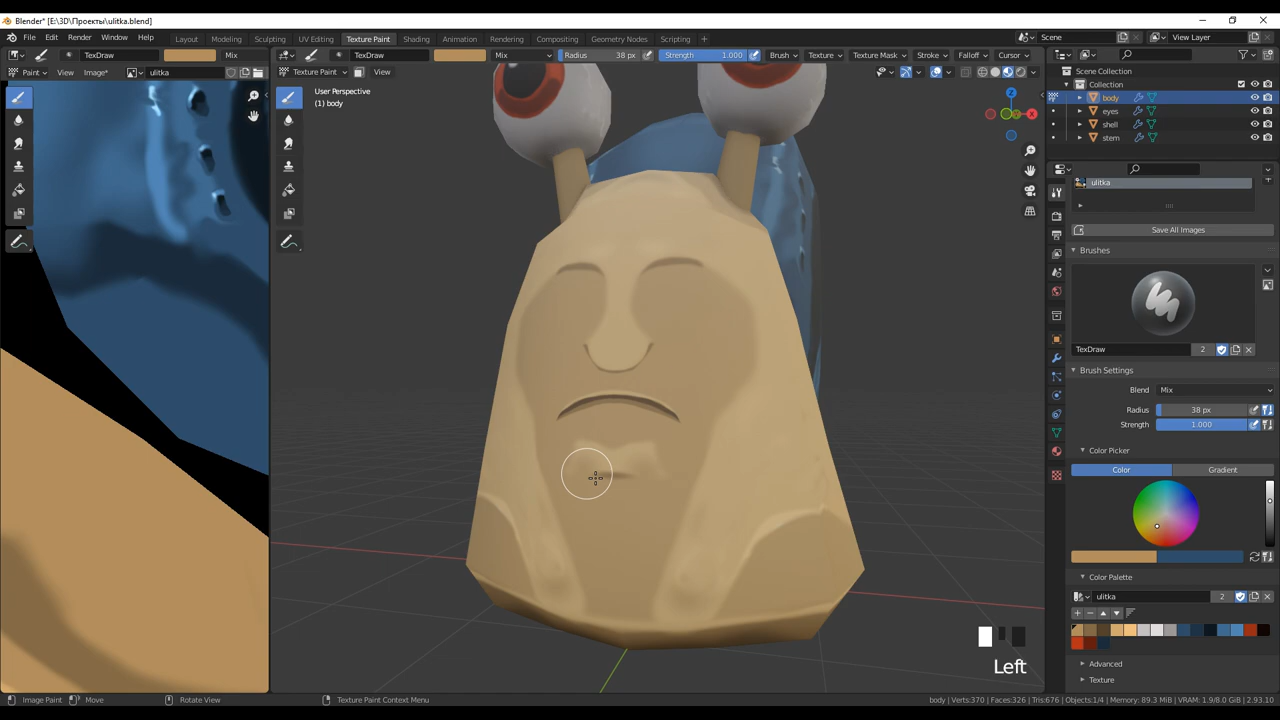 Blender* [E:\3D\Проекты\ulitka.blend]
File Edit Render Window Help Layout Modeling Sculpting UV Editing Texture Paint Shading Animation Rendering Compositing Geometry Nodes Scripting + Scene View Layer
TexDraw Mix TexDraw Mix Radius 38 px Strength 1.000 Brush Texture Texture Mask Stroke Falloff Cursor
Paint View Image* ulitka Texture Paint View
Scene Collection
Collection
User Perspective
(1) body
body
eyes
shell
stem
Z
X
ulitka
Save All Images
Brushes
TexDraw 2
Brush Settings
Blend Mix
Radius 38 px
Strength 1.000
Color Picker
Color Gradient
Color Palette
ulitka 2
Left
Advanced
Texture
Image Paint Move Rotate View Texture Paint Context Menu body | Verts:370 | Faces:326 | Tris:676 | Objects:1/4 | Memory: 89.3 MiB | VRAM: 1.9/8.0 GiB | 2.93.10